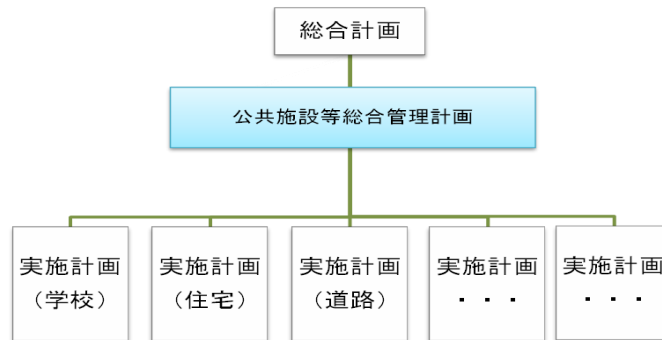 総合計画
公共施設等総合管理計画
実施計画
（学校）
実施計画
（住宅）
実施計画
（道路）
実施計画
・・・
実施計画
・・・